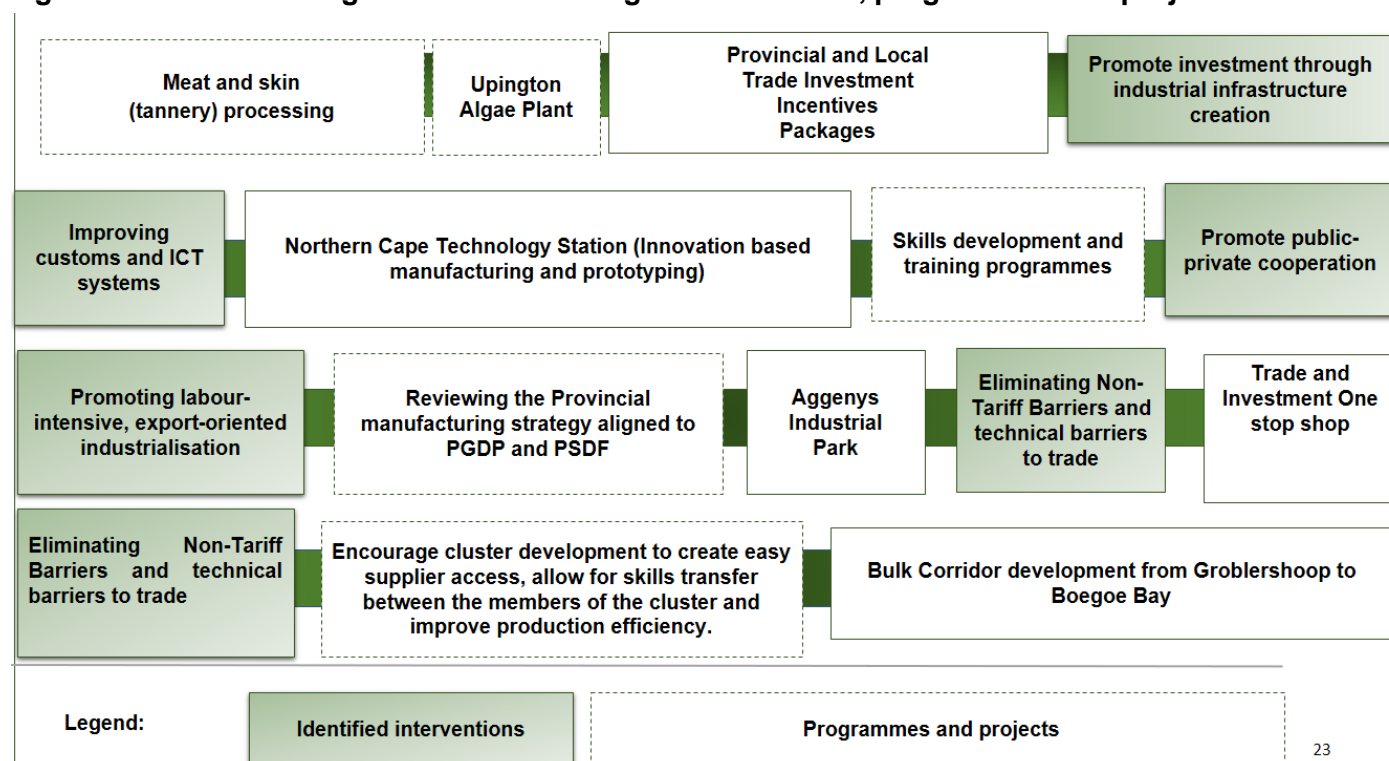 Meat and skin
(tannery) processing
Upington
Algae Plant
Provincial and Local
Trade Investment
Incentives
Packages
Promote investment through
industrial infrastructure
creation
Improving
customs and ICT
systems
Northern Cape Technology Station (Innovation based
manufacturing and prototyping)
Skills development and
training programmes
Promote public-
private cooperation
Promoting labour-
intensive, export-oriented
industrialisation
Reviewing the Provincial
manufacturing strategy aligned to
PGDP and PSDF
Aggenys
Industrial
Park
Eliminating Non-
Tariff Barriers and
technical barriers
to trade
Trade and
Investment One
stop shop
Eliminating Non-Tariff
Barriers and technical
barriers to trade
Encourage cluster development to create easy
supplier access, allow for skills transfer
between the members of the cluster and
improve production efficiency.
Bulk Corridor development from Groblershoop to
Boegoe Bay
Legend:
Identified interventions
Programmes and projects
23